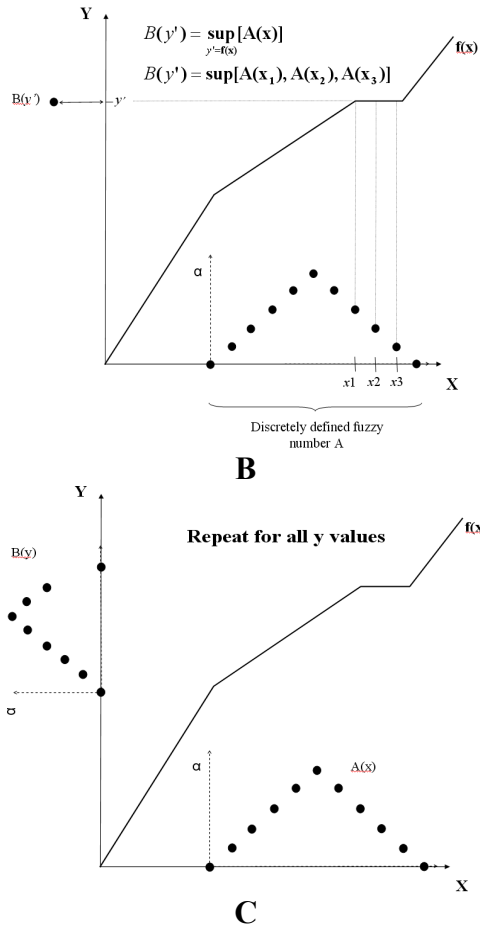 Y
B(y') = sup[A(x)]
y'=f(x)
B(y') = sup[A(x₁), A(x₂), A(x₃)]
f(x)
B(y')
y'
α
x1 x2 x3
X
Discretely defined fuzzy
number A
B
Y
Repeat for all y values
f(x
B(y)
α
α
A(x)
X
C